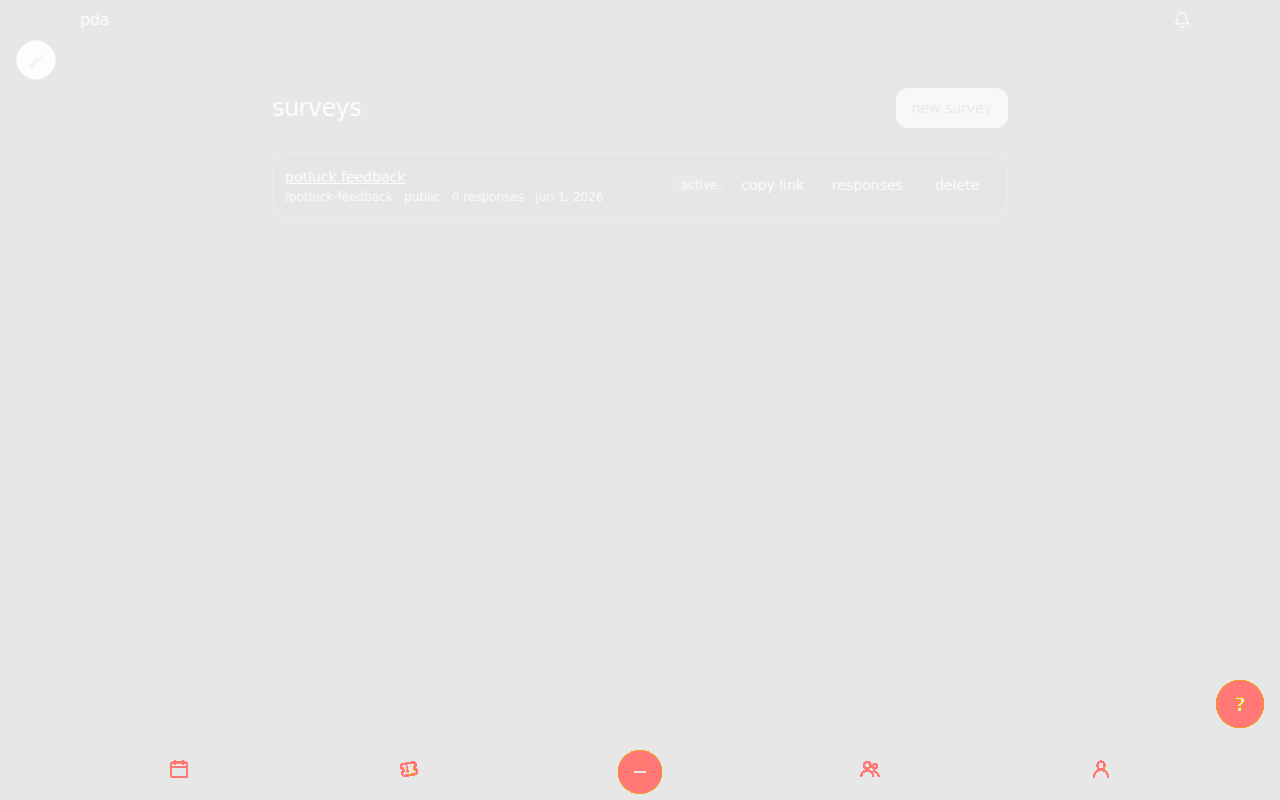 pda
surveys
new survey
potluck feedback
/potluck-feedback · public · 0 responses · jun 1, 2026
active
copy link
responses
delete
?